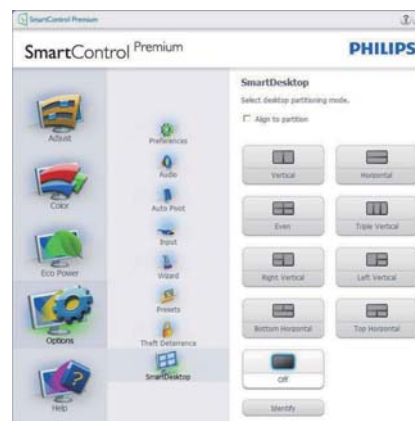 SmartControl Premium
SmartControl Premium
PHILIPS
Adjust
Color
Eco Power
Options
Help
Preferences
Audio
Auto Pivot
Input
Wizard
Presets
Theft Deterrance
SmartDesktop
SmartDesktop
Select desktop partitioning mode.
Align to partition
Vertical
Horizontal
Even
Triple Vertical
Right Vertical
Left Vertical
Bottom Horizontal
Top Horizontal
Off
Identify